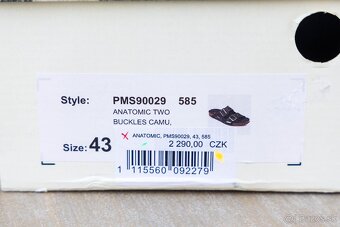 Style: PMS90029 585
ANATOMIC TWO
BUCKLES CAMU,
ANATOMIC, PMS90029, 43, 585
Size: 43
2 290,00 CZK
1 115560 092279